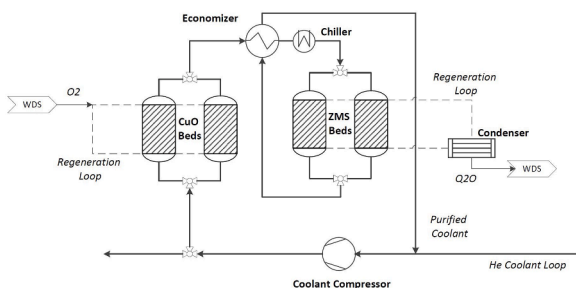 Economizer
Chiller
O2
WDS
CuO
Beds
Regeneration
Loop
ZMS
Beds
Regeneration
Loop
Condenser
Q2O
WDS
Purified
Coolant
He Coolant Loop
Coolant Compressor